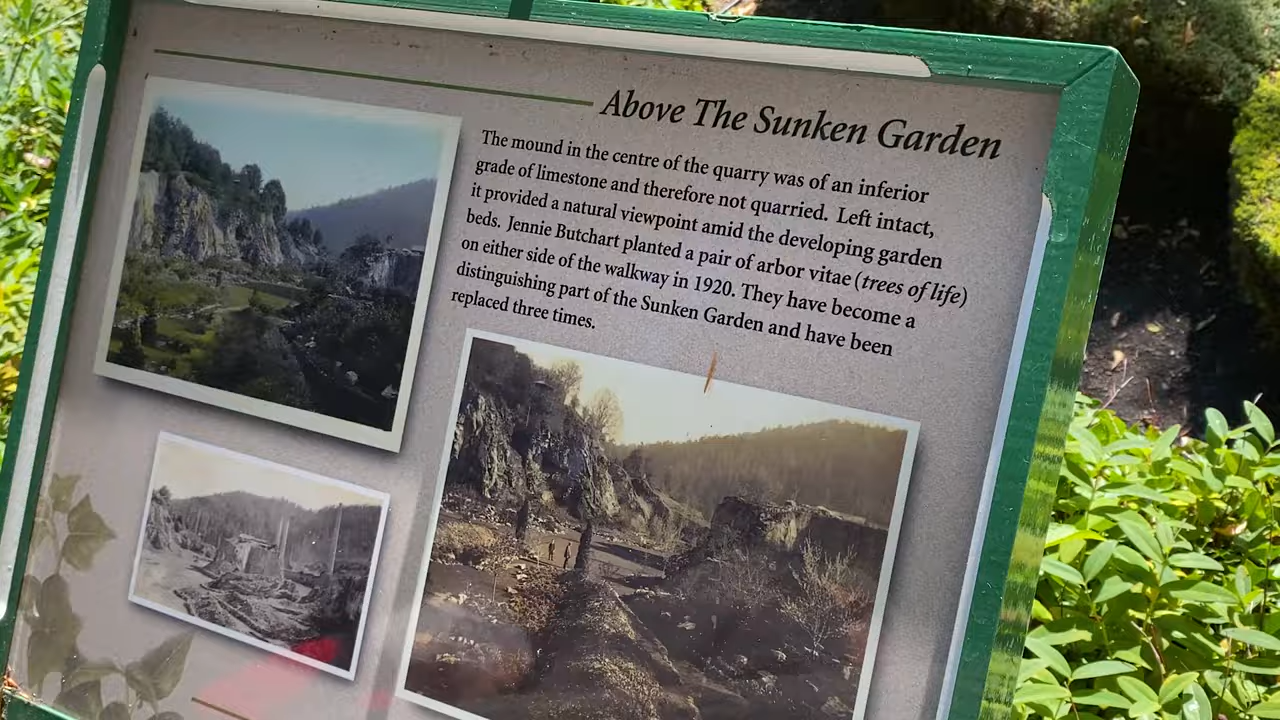 Above The Sunken Garden
The mound in the centre of the quarry was of an inferior
grade of limestone and therefore not quarried. Left intact,
it provided a natural viewpoint amid the developing garden
beds. Jennie Butchart planted a pair of arbor vitae (trees of life)
on either side of the walkway in 1920. They have become a
distinguishing part of the Sunken Garden and have been
replaced three times.